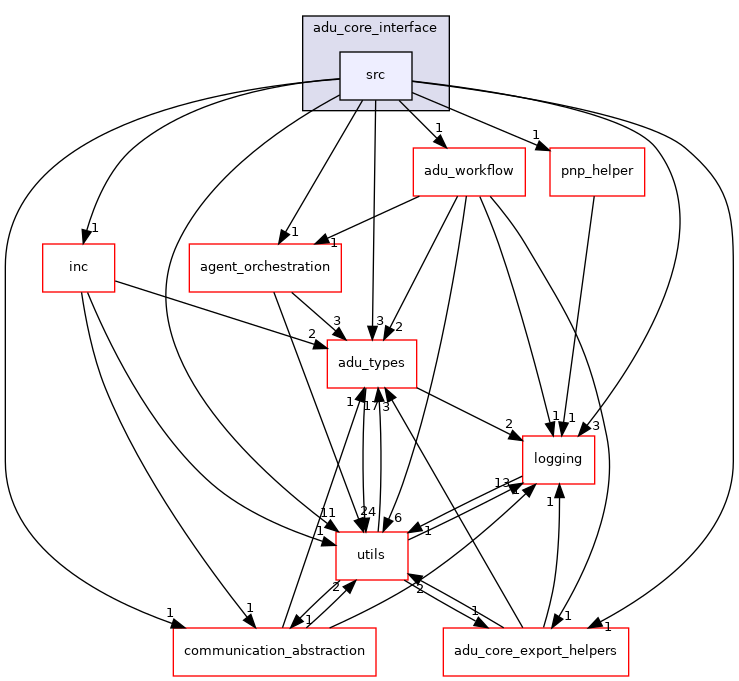 adu_core_interface
src
1
adu_workflow
1
pnp_helper
1
inc
1
agent_orchestration
1
2
3
3
2
adu_types
1
17
3
2
1
1
3
logging
13
1
11
1
24
6
1
utils
2
2
1
1
1
1
1
1
communication_abstraction
adu_core_export_helpers